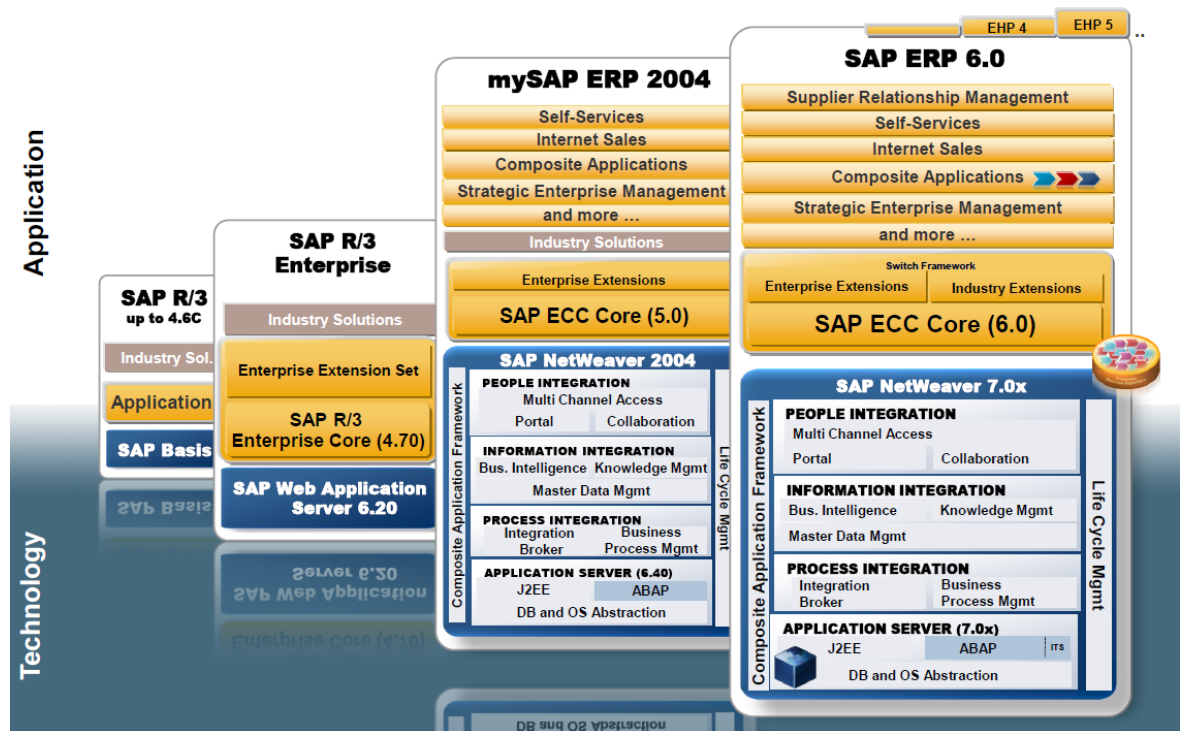 Application
Technology
SAP R/3
up to 4.6C
Industry Sol.
Application
SAP Basis
SAP R/3
Enterprise
Industry Solutions
Enterprise Extension Set
SAP R/3
Enterprise Core (4.70)
SAP Web Application
Server 6.20
mySAP ERP 2004
Self-Services
Internet Sales
Composite Applications
Strategic Enterprise Management
and more ...
Industry Solutions
Enterprise Extensions
SAP ECC Core (5.0)
SAP NetWeaver 2004
Composite Application Framework
PEOPLE INTEGRATION
Multi Channel Access
Portal
Collaboration
INFORMATION INTEGRATION
Bus. Intelligence
Knowledge Mgmt
Master Data Mgmt
PROCESS INTEGRATION
Integration
Broker
Business
Process Mgmt
APPLICATION SERVER (6.40)
J2EE
ABAP
DB and OS Abstraction
Life Cycle Mgmt
EHP 4
EHP 5
..
SAP ERP 6.0
Supplier Relationship Management
Self-Services
Internet Sales
Composite Applications
Strategic Enterprise Management
and more ...
Switch Framework
Enterprise Extensions
Industry Extensions
SAP ECC Core (6.0)
SAP NetWeaver 7.0x
Composite Application Framework
PEOPLE INTEGRATION
Multi Channel Access
Portal
Collaboration
INFORMATION INTEGRATION
Bus. Intelligence
Knowledge Mgmt
Master Data Mgmt
PROCESS INTEGRATION
Integration
Broker
Business
Process Mgmt
APPLICATION SERVER (7.0x)
J2EE
ABAP
ITS
DB and OS Abstraction
Life Cycle Mgmt